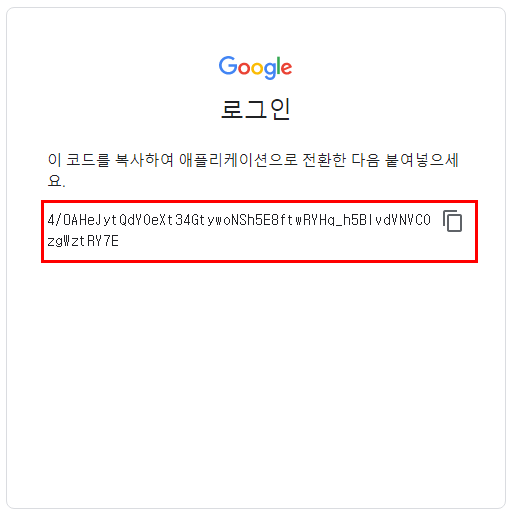 Google
로그인
이 코드를 복사하여 애플리케이션으로 전환한 다음 붙여넣으세
요.
4/0AHeJytQdY0eXt34GtywoNSh5E8ftwRYHq_h5BIvdVNVC0
zgWztRY7E